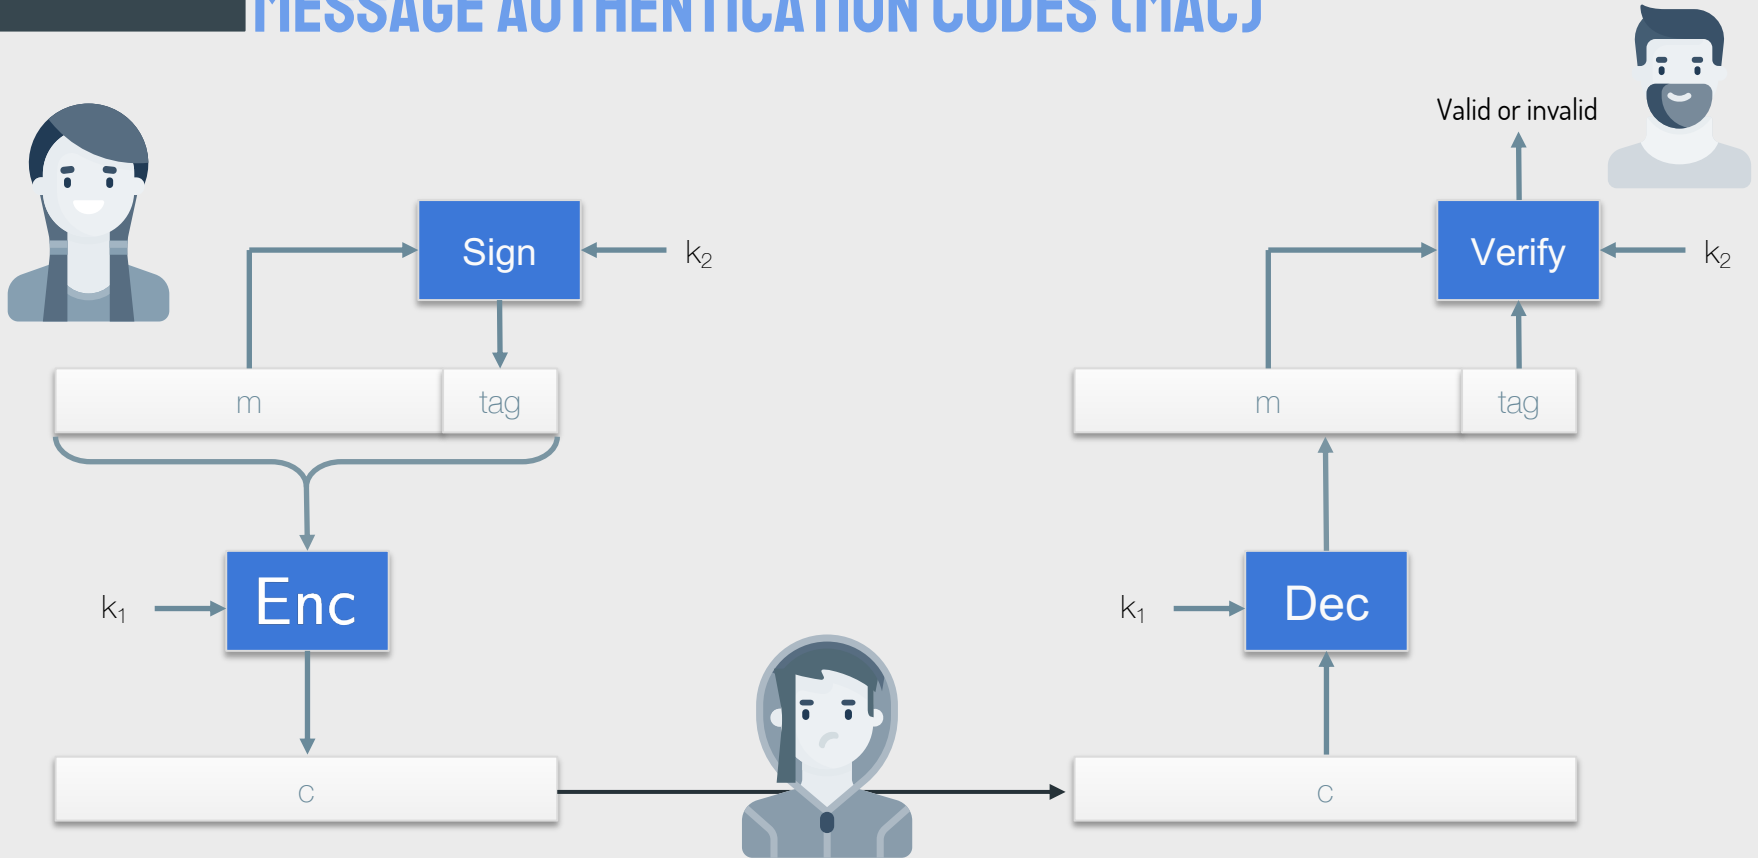 MESSAGE AUTHENTICATION CODES (MAC)
Valid or invalid
Sign
k₂
Verify
k₂
m
tag
m
tag
k₁
Enc
k₁
Dec
c
c